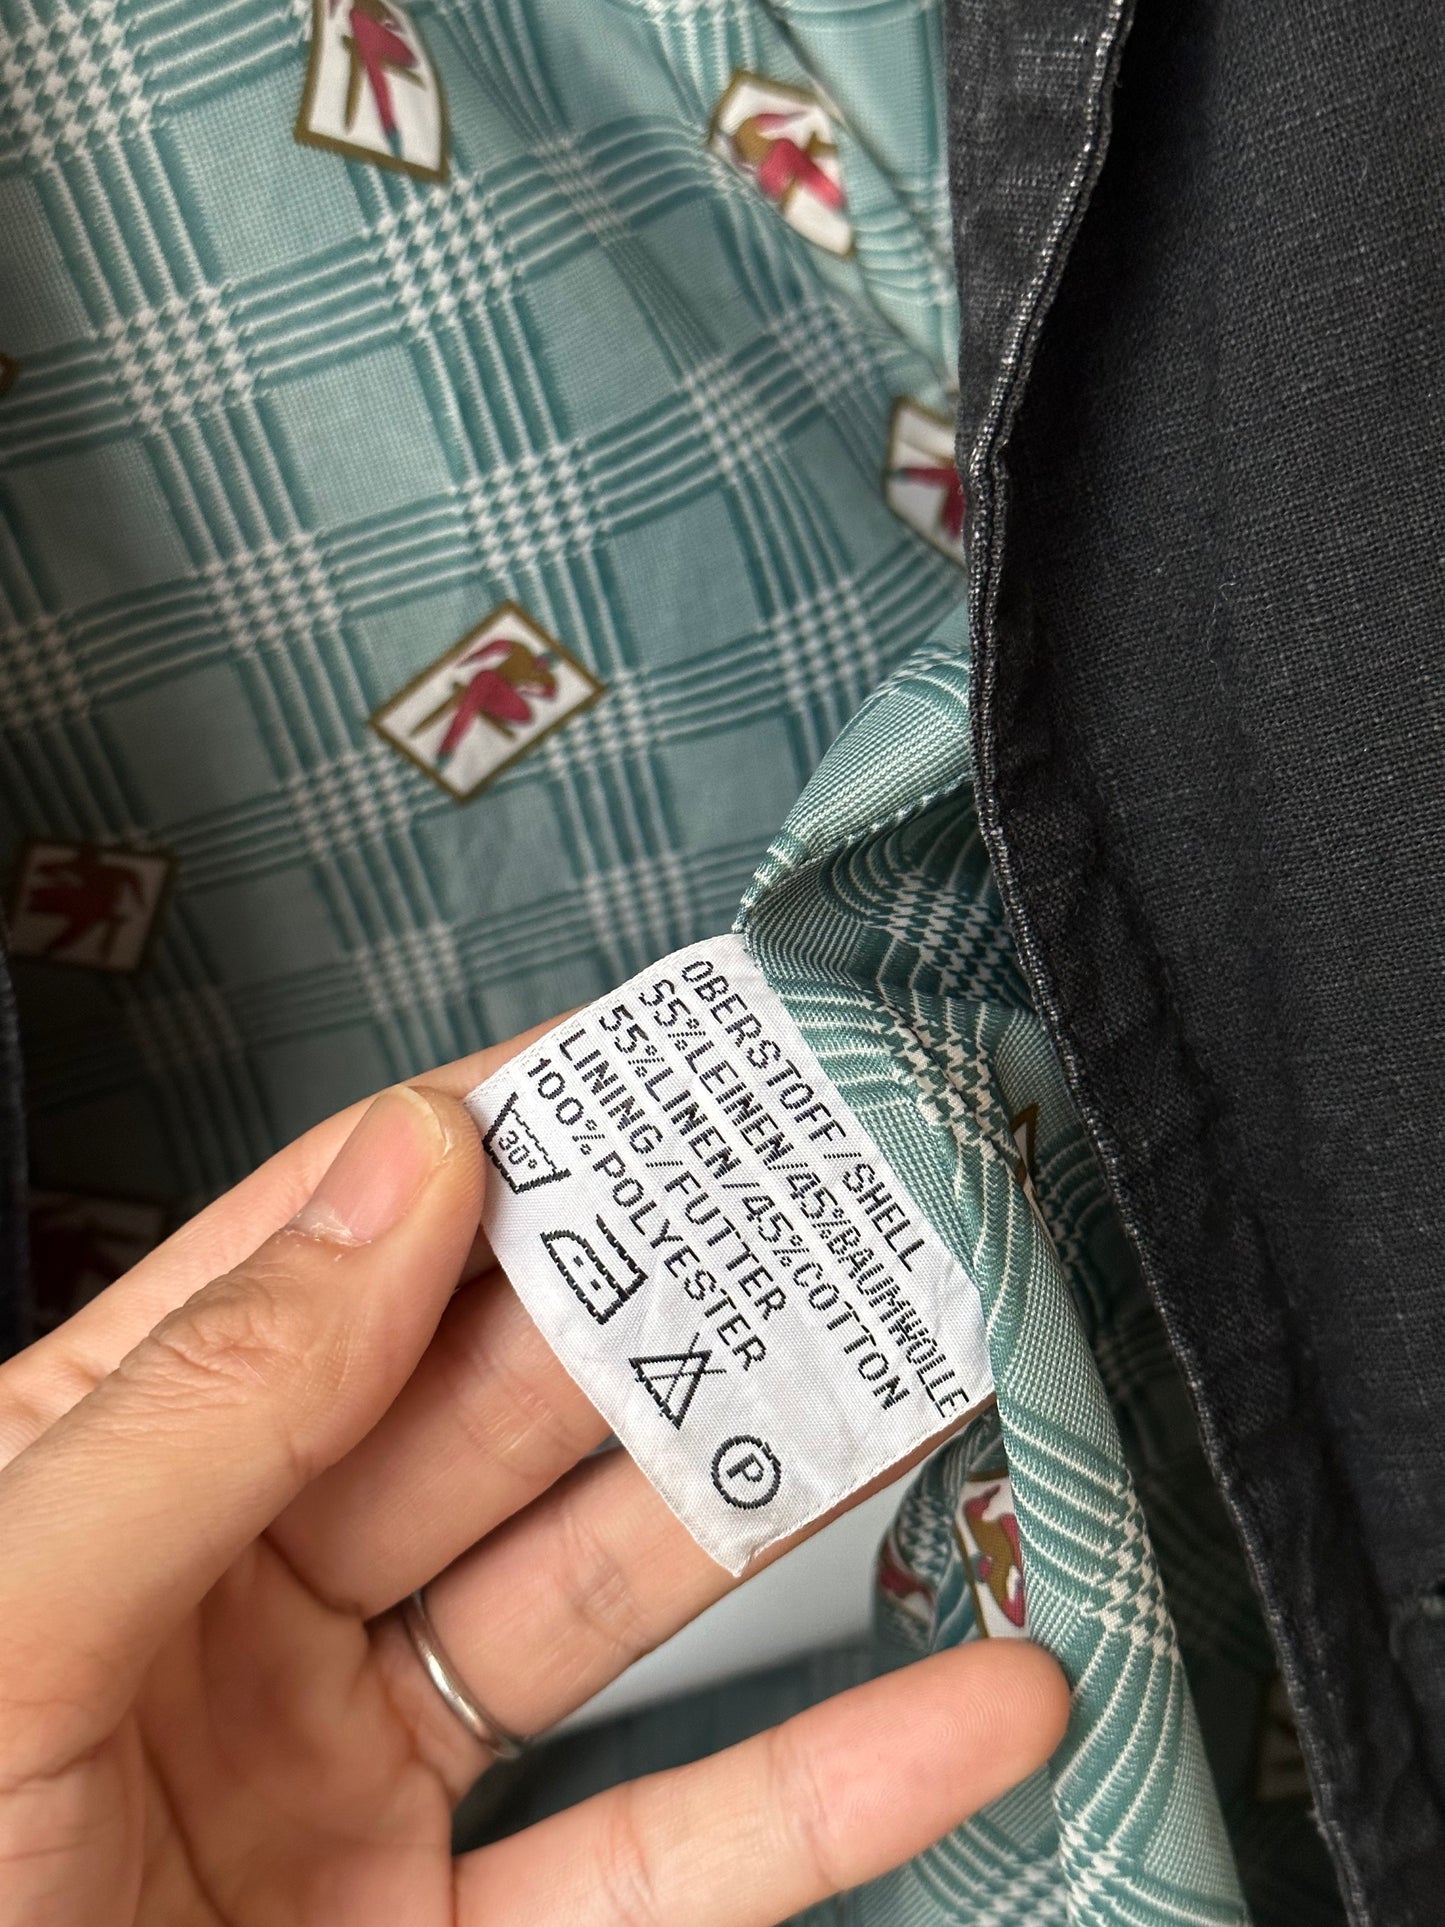 OBERSTOFF/SHELL
55%LEINEN/45%BAUMWOLLE
55%LINEN/45%COTTON
LINING/FUTTER
100%POLYESTER
30°
P